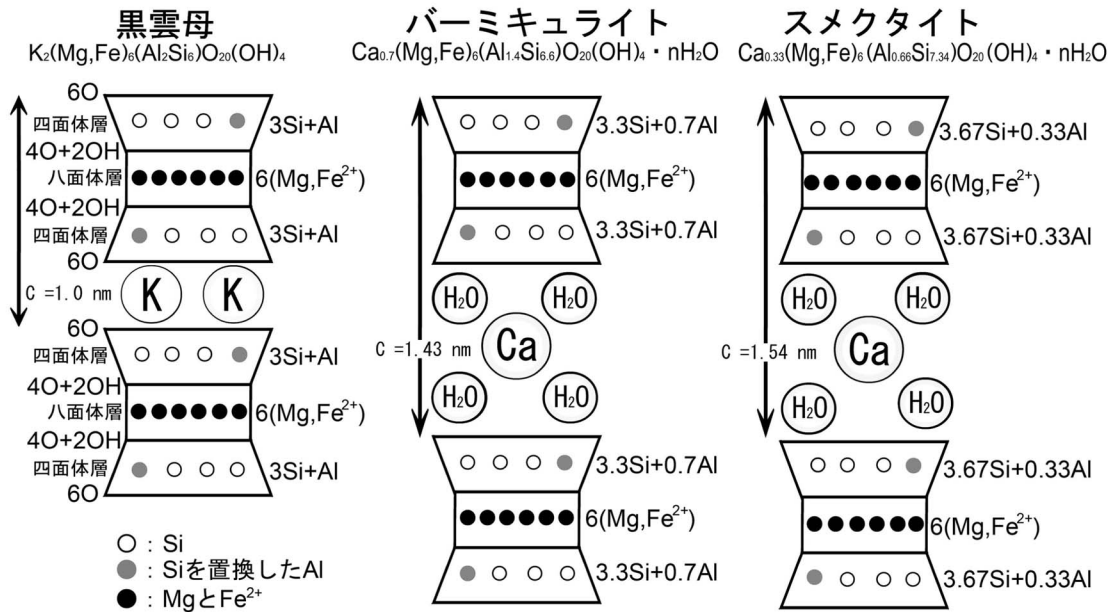 黒雲母
K₂(Mg,Fe)₆(Al₂Si₆)O₂₀(OH)₄
6O
四面体層
3Si+Al
4O+2OH
八面体層
6(Mg,Fe²⁺)
4O+2OH
四面体層
3Si+Al
6O
C =1.0 nm
K
K
6O
四面体層
3Si+Al
4O+2OH
八面体層
6(Mg,Fe²⁺)
4O+2OH
四面体層
3Si+Al
6O
バーミキュライト
Ca₀.₇(Mg,Fe)₆(Al₁.₄Si₆.₆)O₂₀(OH)₄・nH₂O
3.3Si+0.7Al
6(Mg,Fe²⁺)
3.3Si+0.7Al
H₂O
H₂O
C =1.43 nm
Ca
H₂O
H₂O
3.3Si+0.7Al
6(Mg,Fe²⁺)
3.3Si+0.7Al
スメクタイト
Ca₀.₃₃(Mg,Fe)₆(Al₀.₆₆Si₇.₃₄)O₂₀(OH)₄・nH₂O
3.67Si+0.33Al
6(Mg,Fe²⁺)
3.67Si+0.33Al
H₂O
H₂O
C =1.54 nm
Ca
H₂O
H₂O
3.67Si+0.33Al
6(Mg,Fe²⁺)
3.67Si+0.33Al
：Si
：Siを置換したAl
：MgとFe²⁺